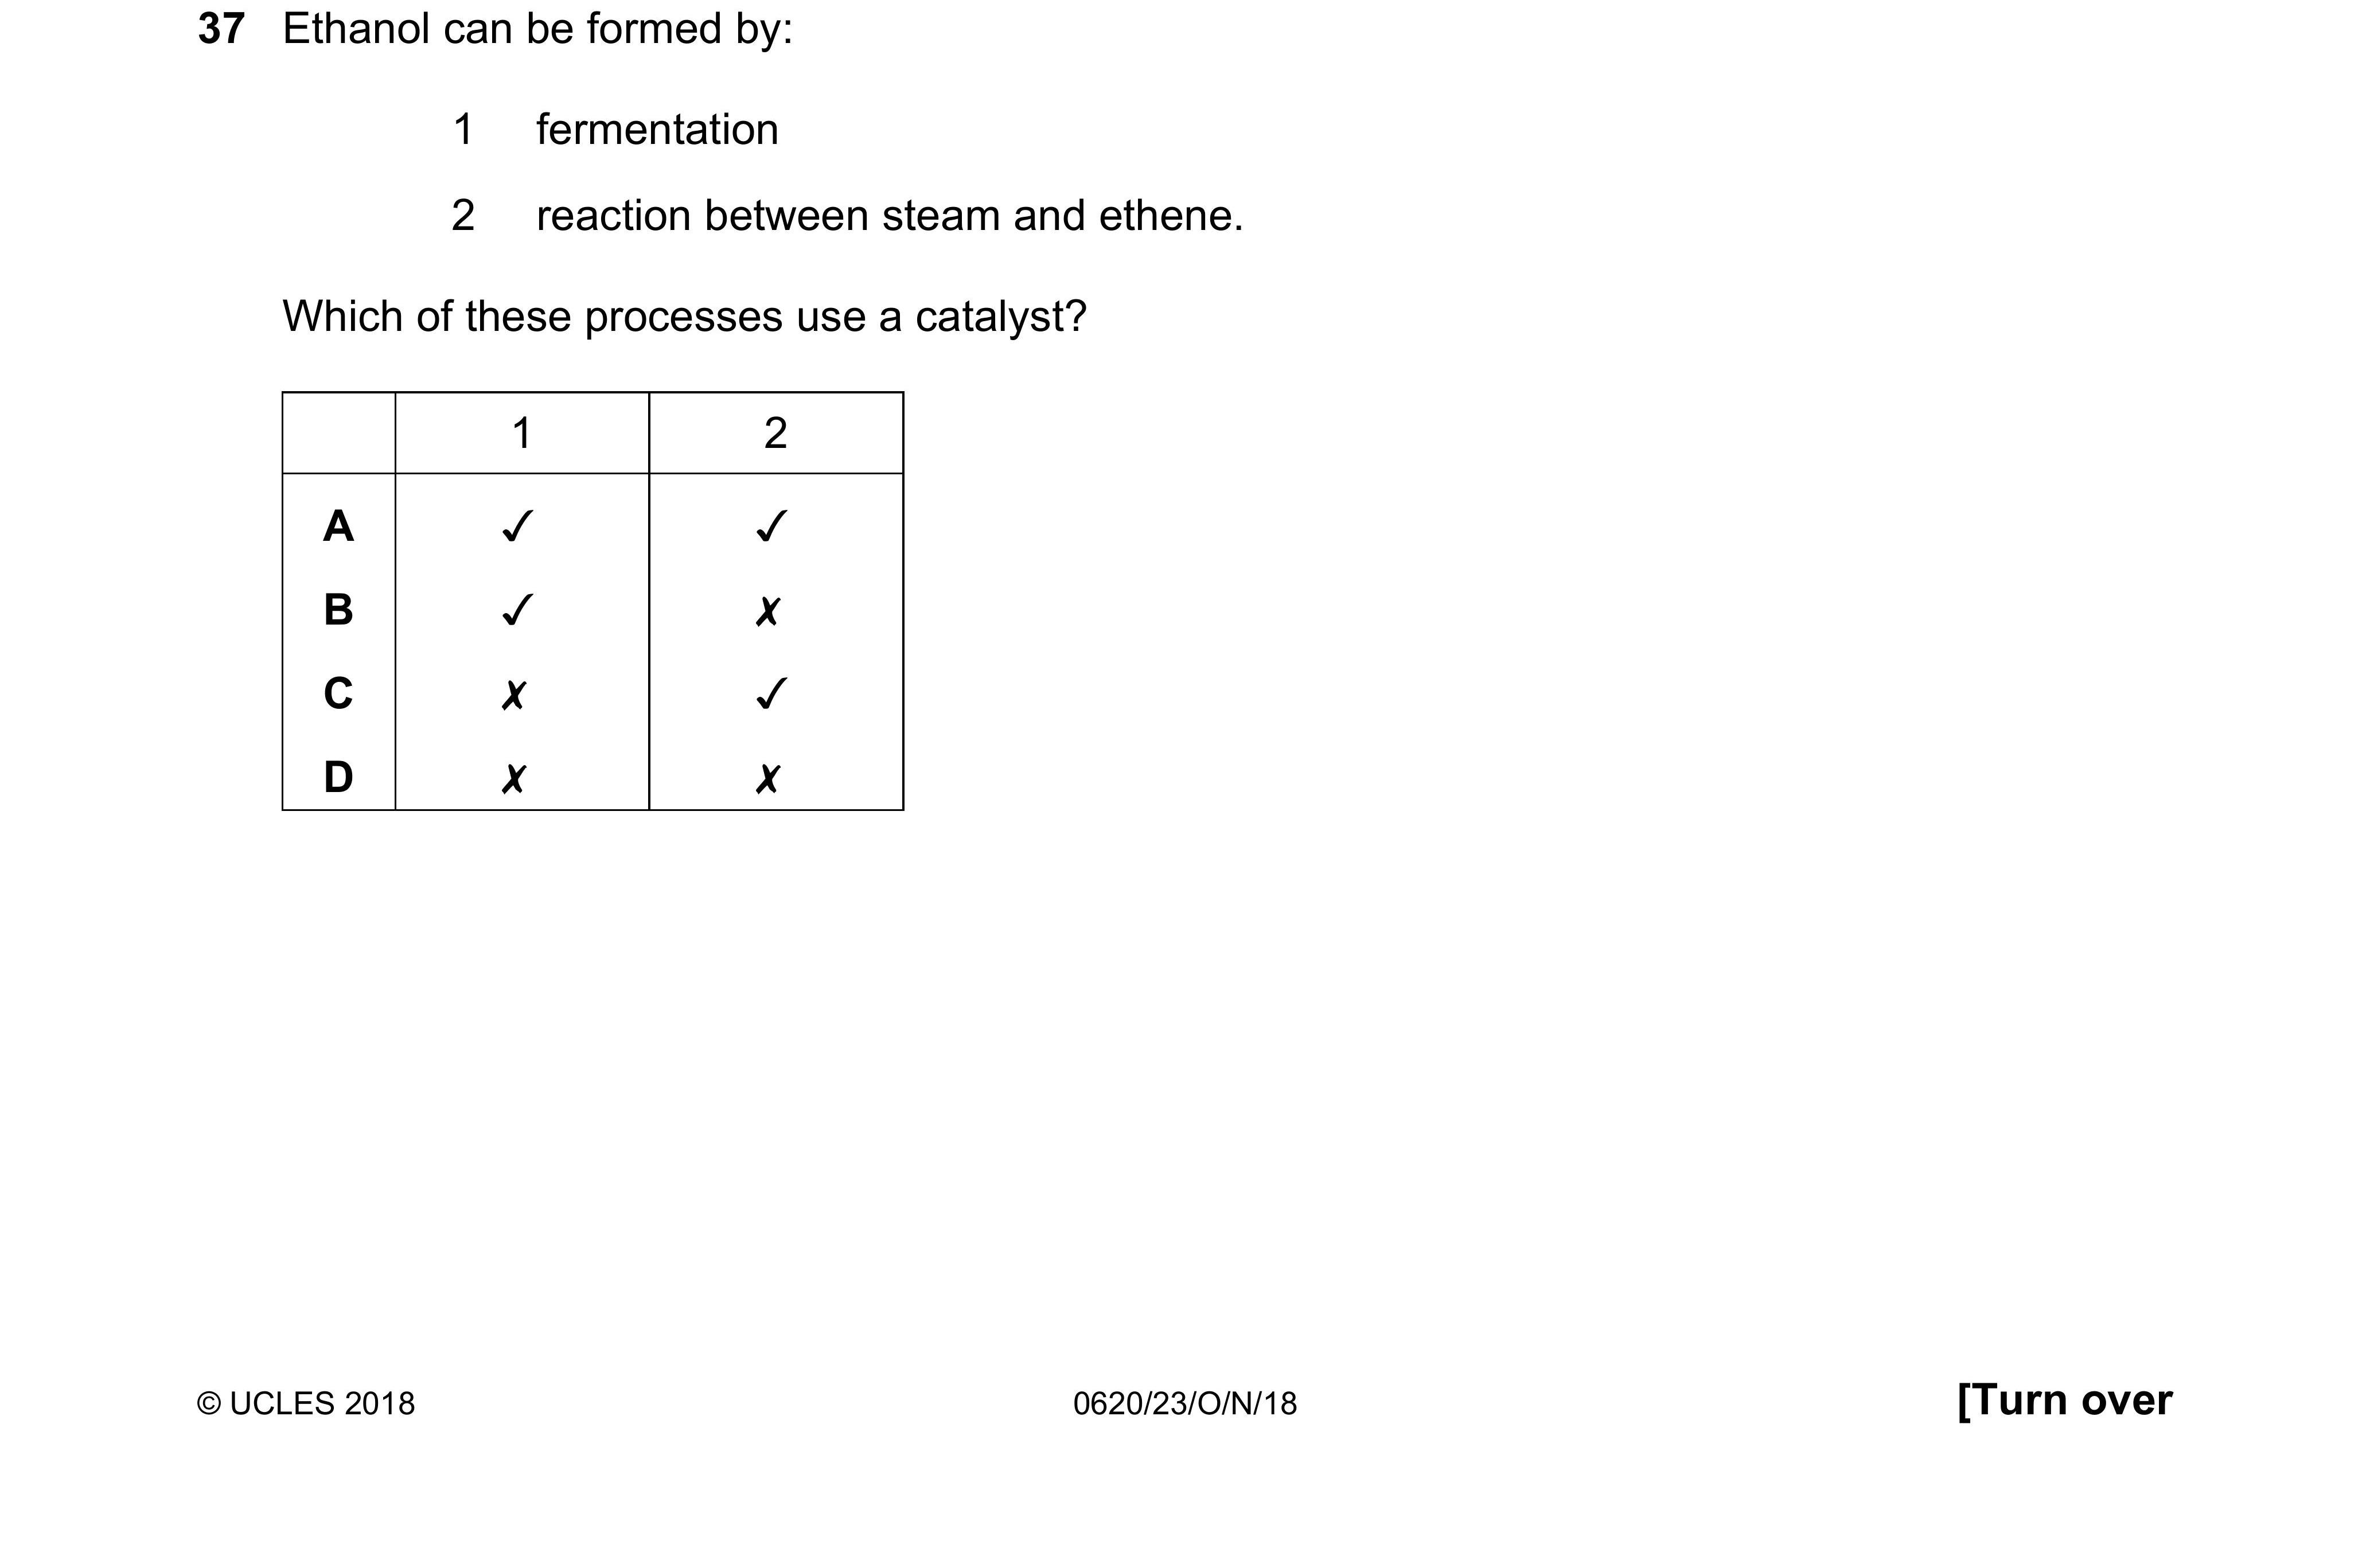 37 Ethanol can be formed by:
1 fermentation
2 reaction between steam and ethene.
Which of these processes use a catalyst?
1 2
A ✓ ✓
B ✓ ✗
C ✗ ✓
D ✗ ✗
© UCLES 2018 0620/23/O/N/18 [Turn over